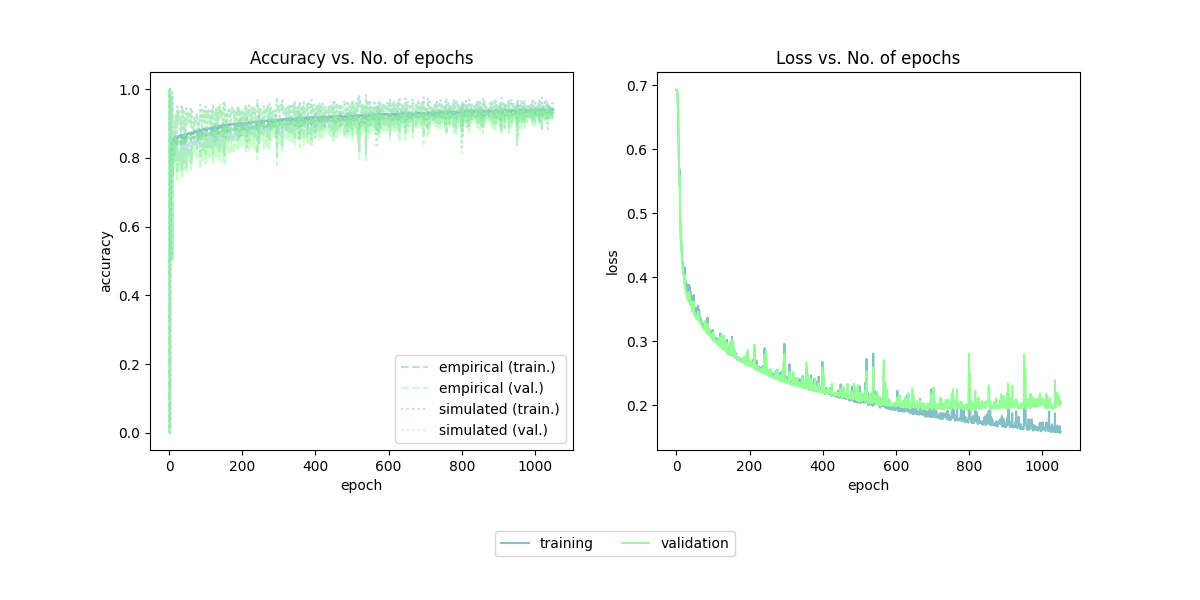 Accuracy vs. No. of epochs
1.0
0.8
0.6
0.4
0.2
0.0
accuracy
empirical (train.)
empirical (val.)
simulated (train.)
simulated (val.)
0 200 400 600 800 1000
epoch
Loss vs. No. of epochs
0.7
0.6
0.5
0.4
0.3
0.2
loss
0 200 400 600 800 1000
epoch
training validation